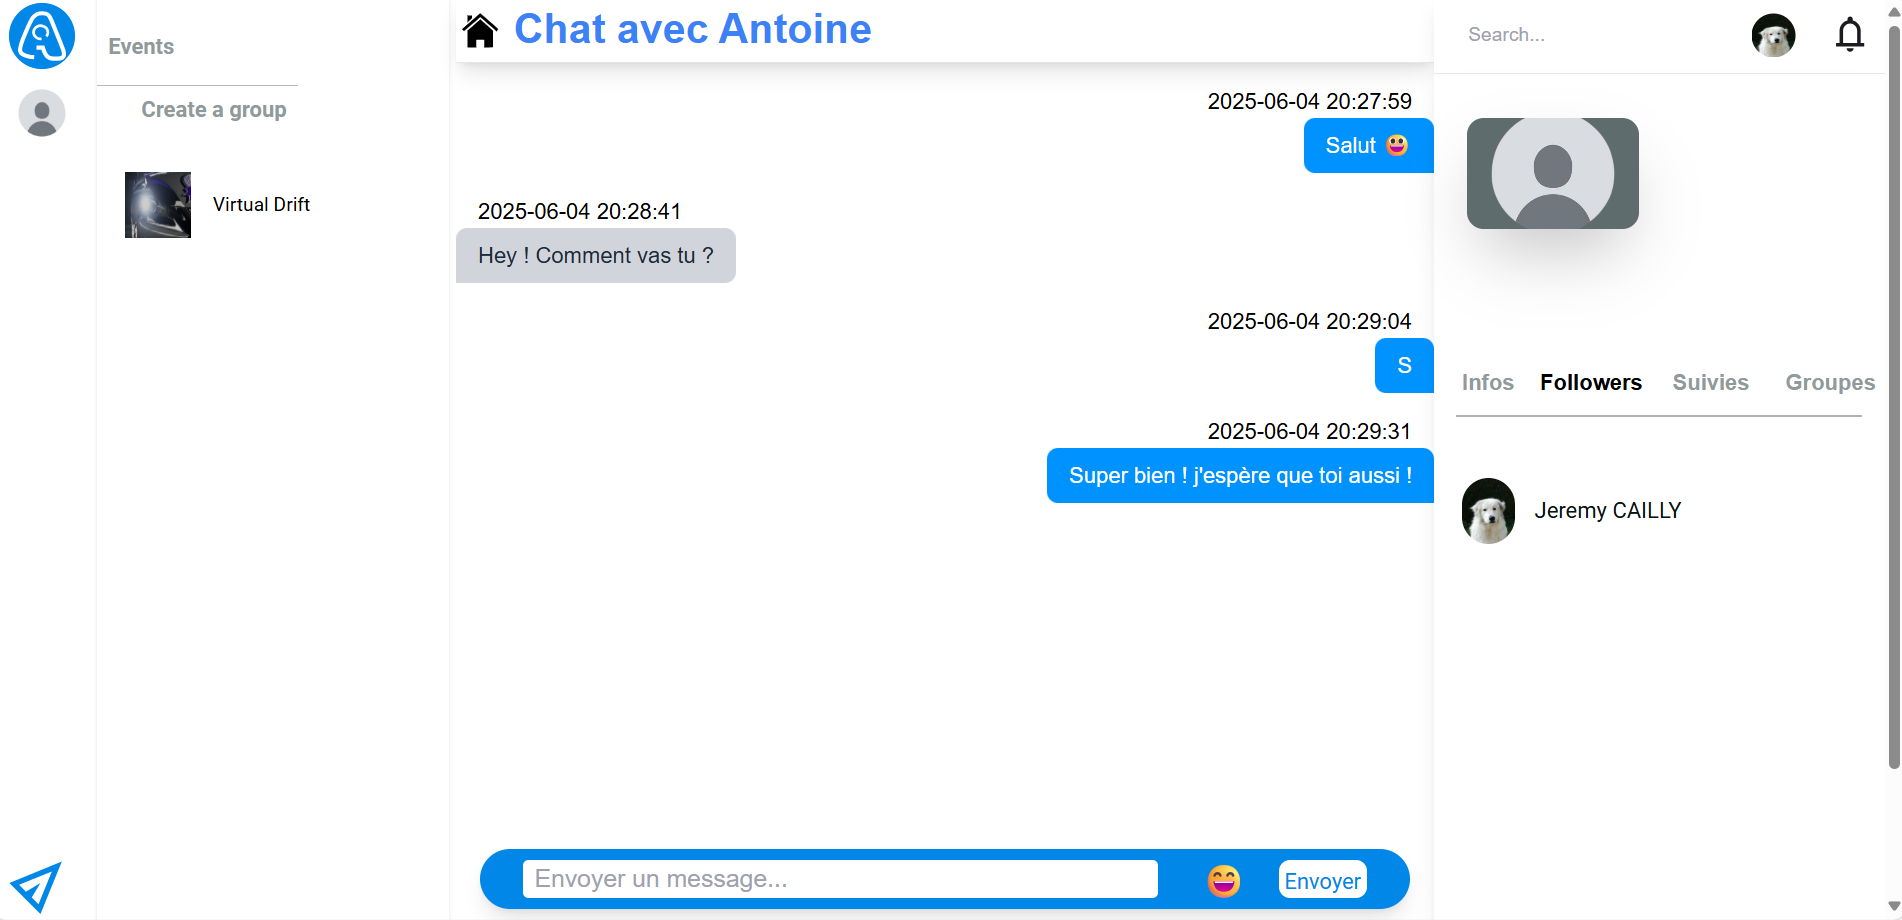 Events
Create a group
Virtual Drift
Chat avec Antoine
2025-06-04 20:27:59
Salut 😀
2025-06-04 20:28:41
Hey ! Comment vas tu ?
2025-06-04 20:29:04
S
2025-06-04 20:29:31
Super bien ! j'espère que toi aussi !
Envoyer un message...
😄
Envoyer
Search...
Infos Followers Suivies Groupes
Jeremy CAILLY